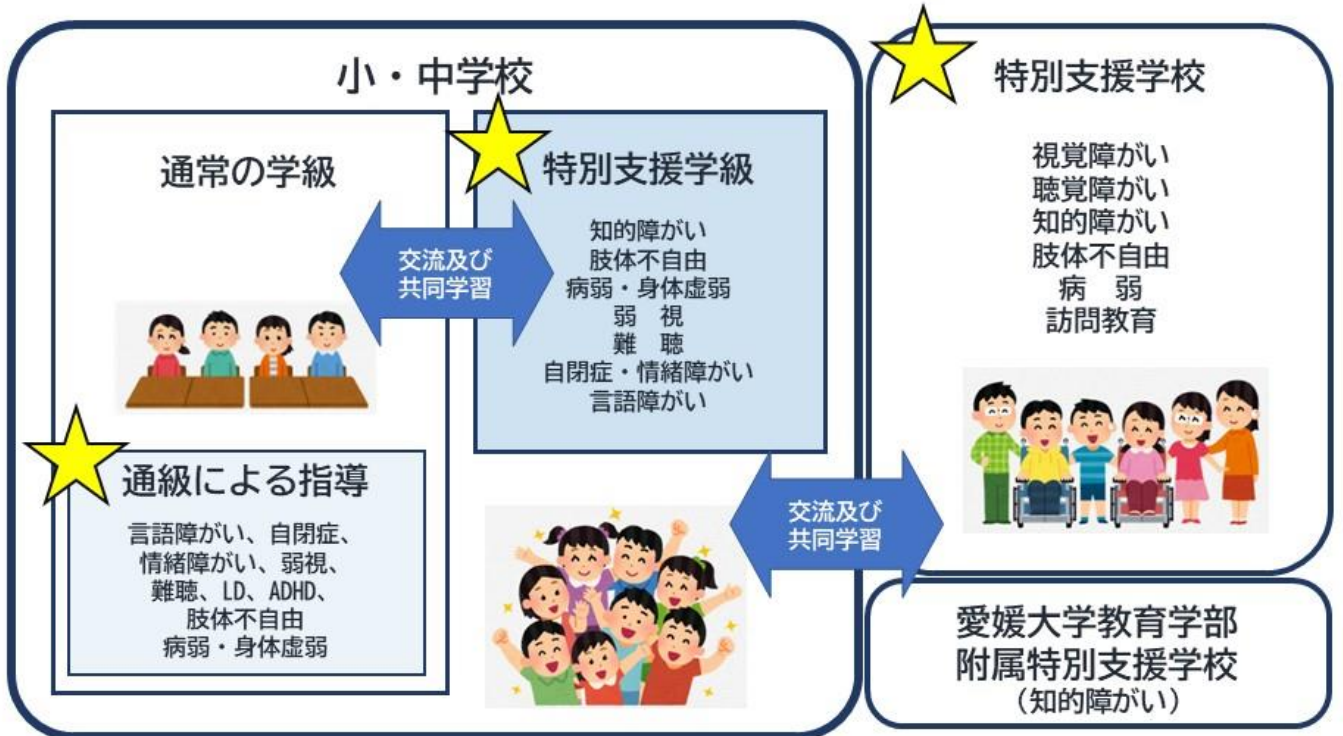 小・中学校
通常の学級
交流及び
共同学習
特別支援学級
知的障がい
肢体不自由
病弱・身体虚弱
弱　視
難　聴
自閉症・情緒障がい
言語障がい
通級による指導
言語障がい、自閉症、
情緒障がい、弱視、
難聴、LD、ADHD、
肢体不自由
病弱・身体虚弱
交流及び
共同学習
特別支援学校
視覚障がい
聴覚障がい
知的障がい
肢体不自由
病　弱
訪問教育
愛媛大学教育学部
附属特別支援学校
（知的障がい）